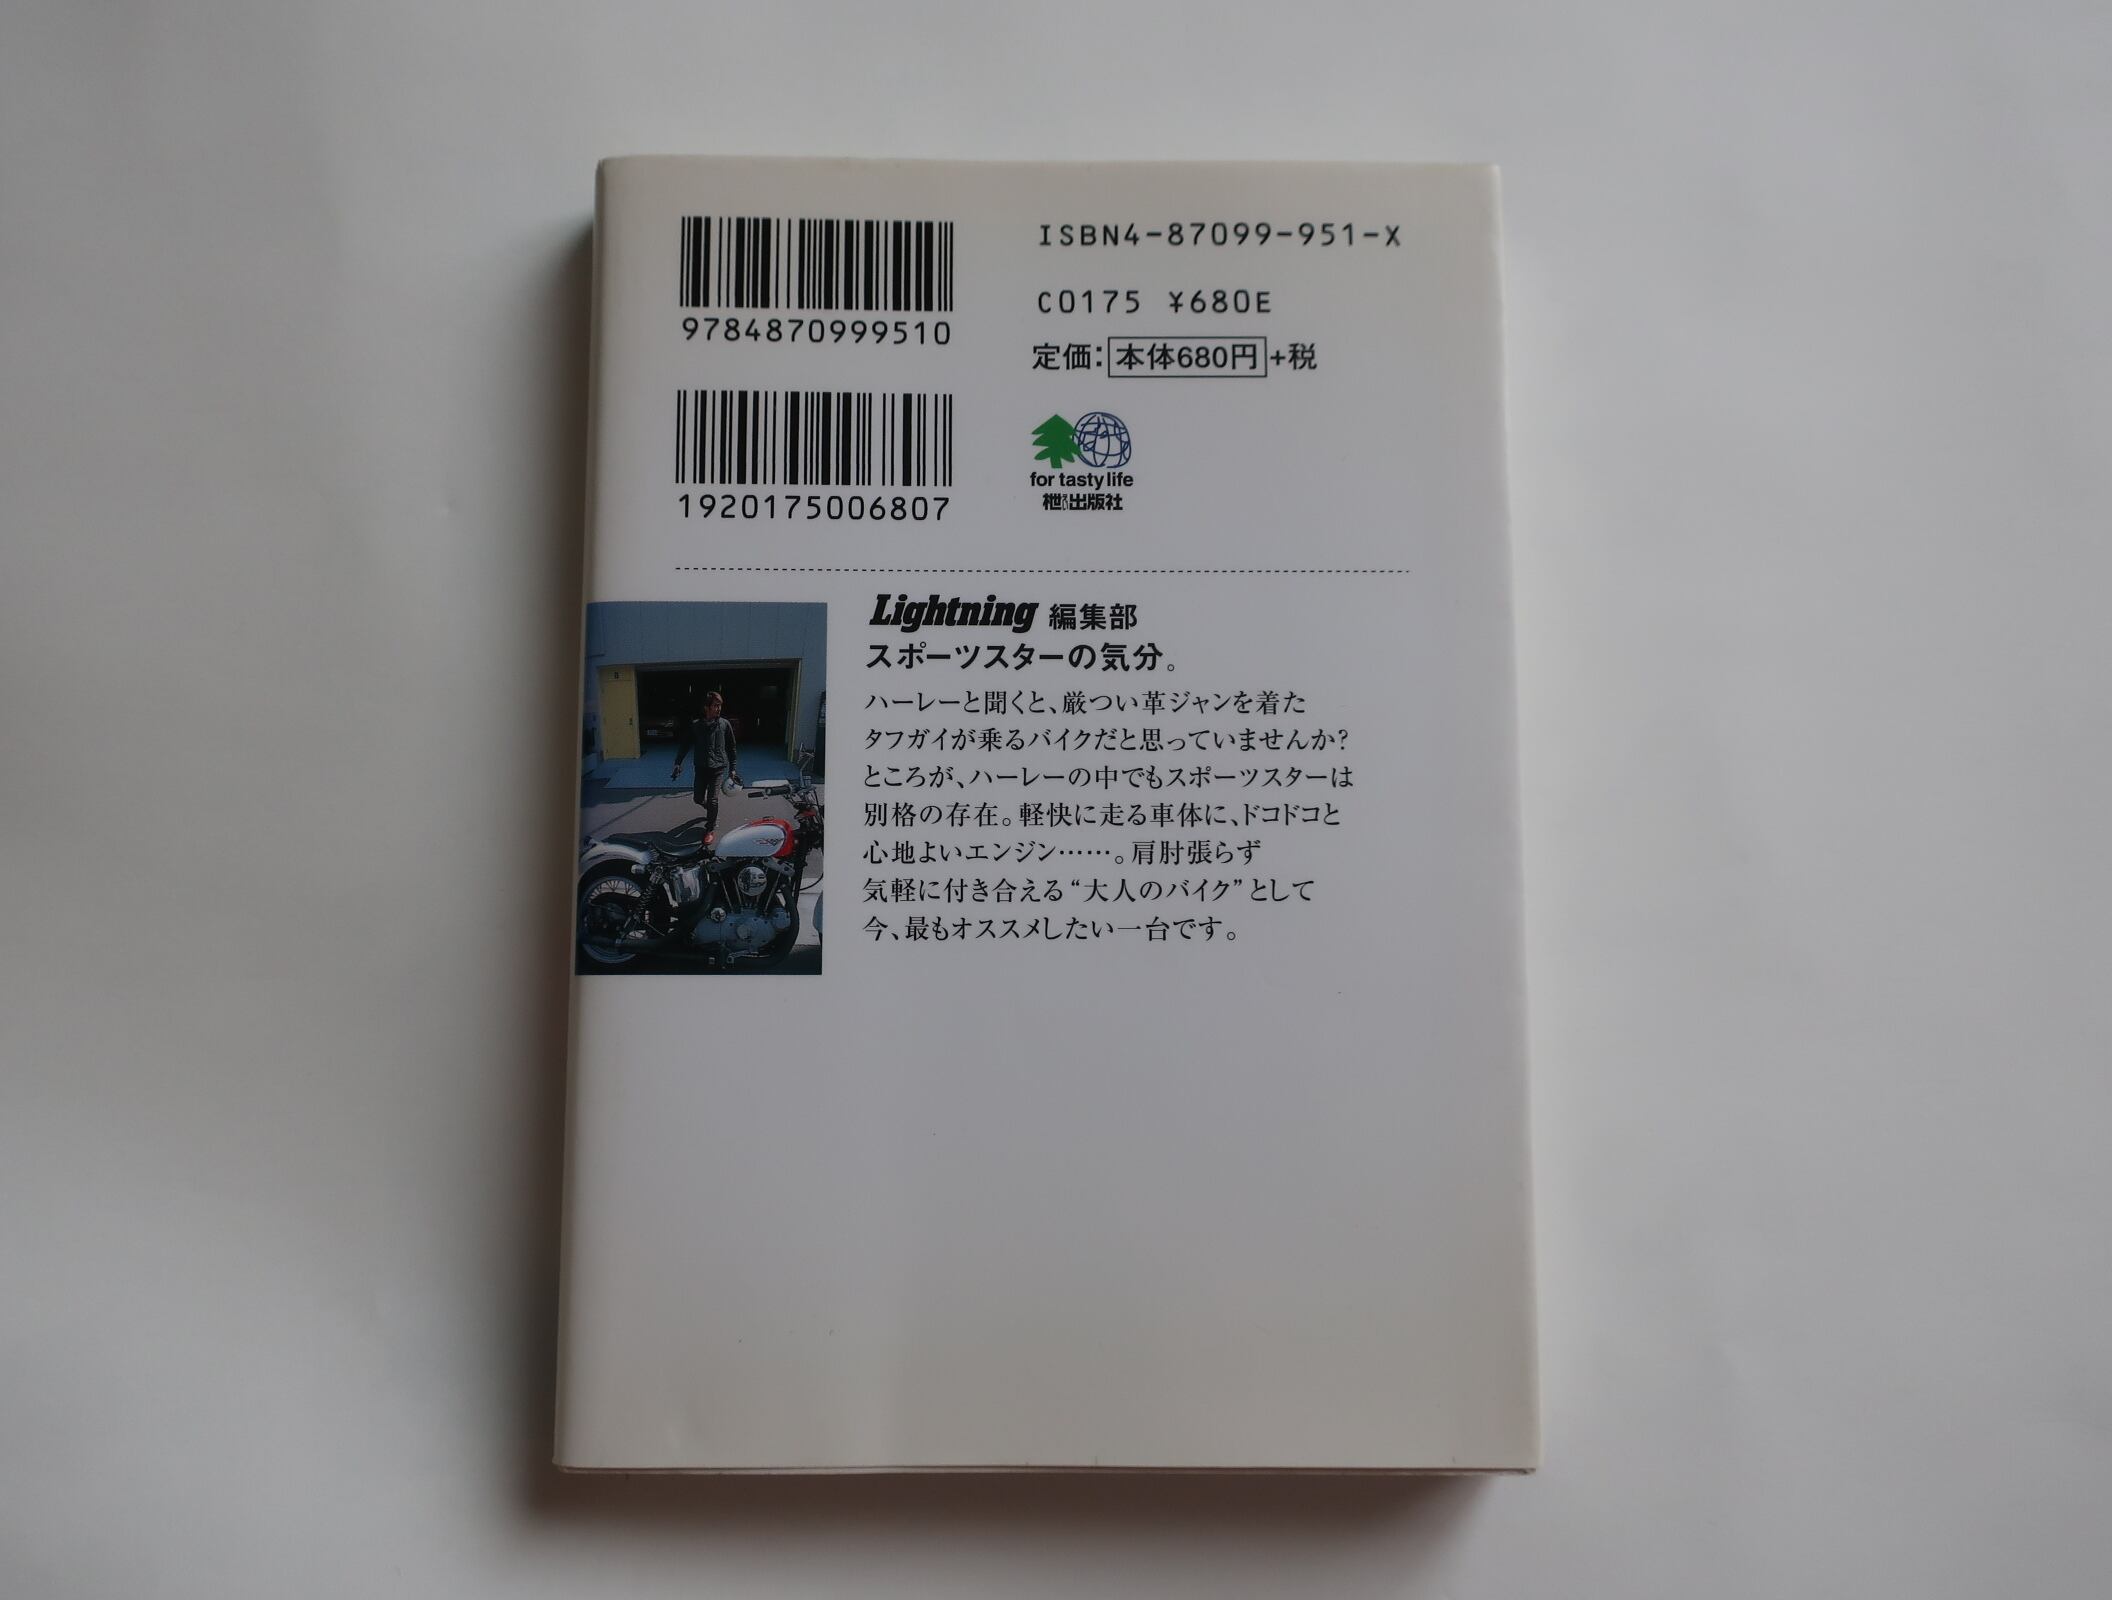 9784870999510
1920175006807
ISBN4-87099-951-X
C0175 ¥680E
定価:本体680円+税
for tasty life
枻出版社
Lightning 編集部
スポーツスターの気分。
ハーレーと聞くと、厳つい革ジャンを着た
タフガイが乗るバイクだと思っていませんか?
ところが、ハーレーの中でもスポーツスターは
別格の存在。軽快に走る車体に、ドコドコと
心地よいエンジン……。肩肘張らず
気軽に付き合える“大人のバイク”として
今、最もオススメしたい一台です。